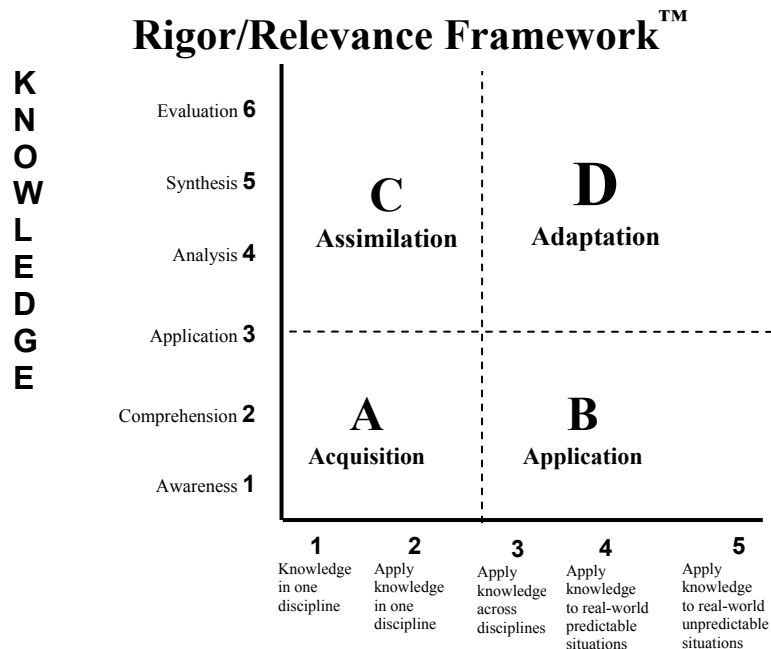 Rigor/Relevance Framework™
KNOWLEDGE
Evaluation 6
Synthesis 5
Analysis 4
Application 3
Comprehension 2
Awareness 1
C
Assimilation
D
Adaptation
A
Acquisition
B
Application
1
Knowledge
in one
discipline
2
Apply
knowledge
in one
discipline
3
Apply
knowledge
across
disciplines
4
Apply
knowledge
to real-world
predictable
situations
5
Apply
knowledge
to real-world
unpredictable
situations